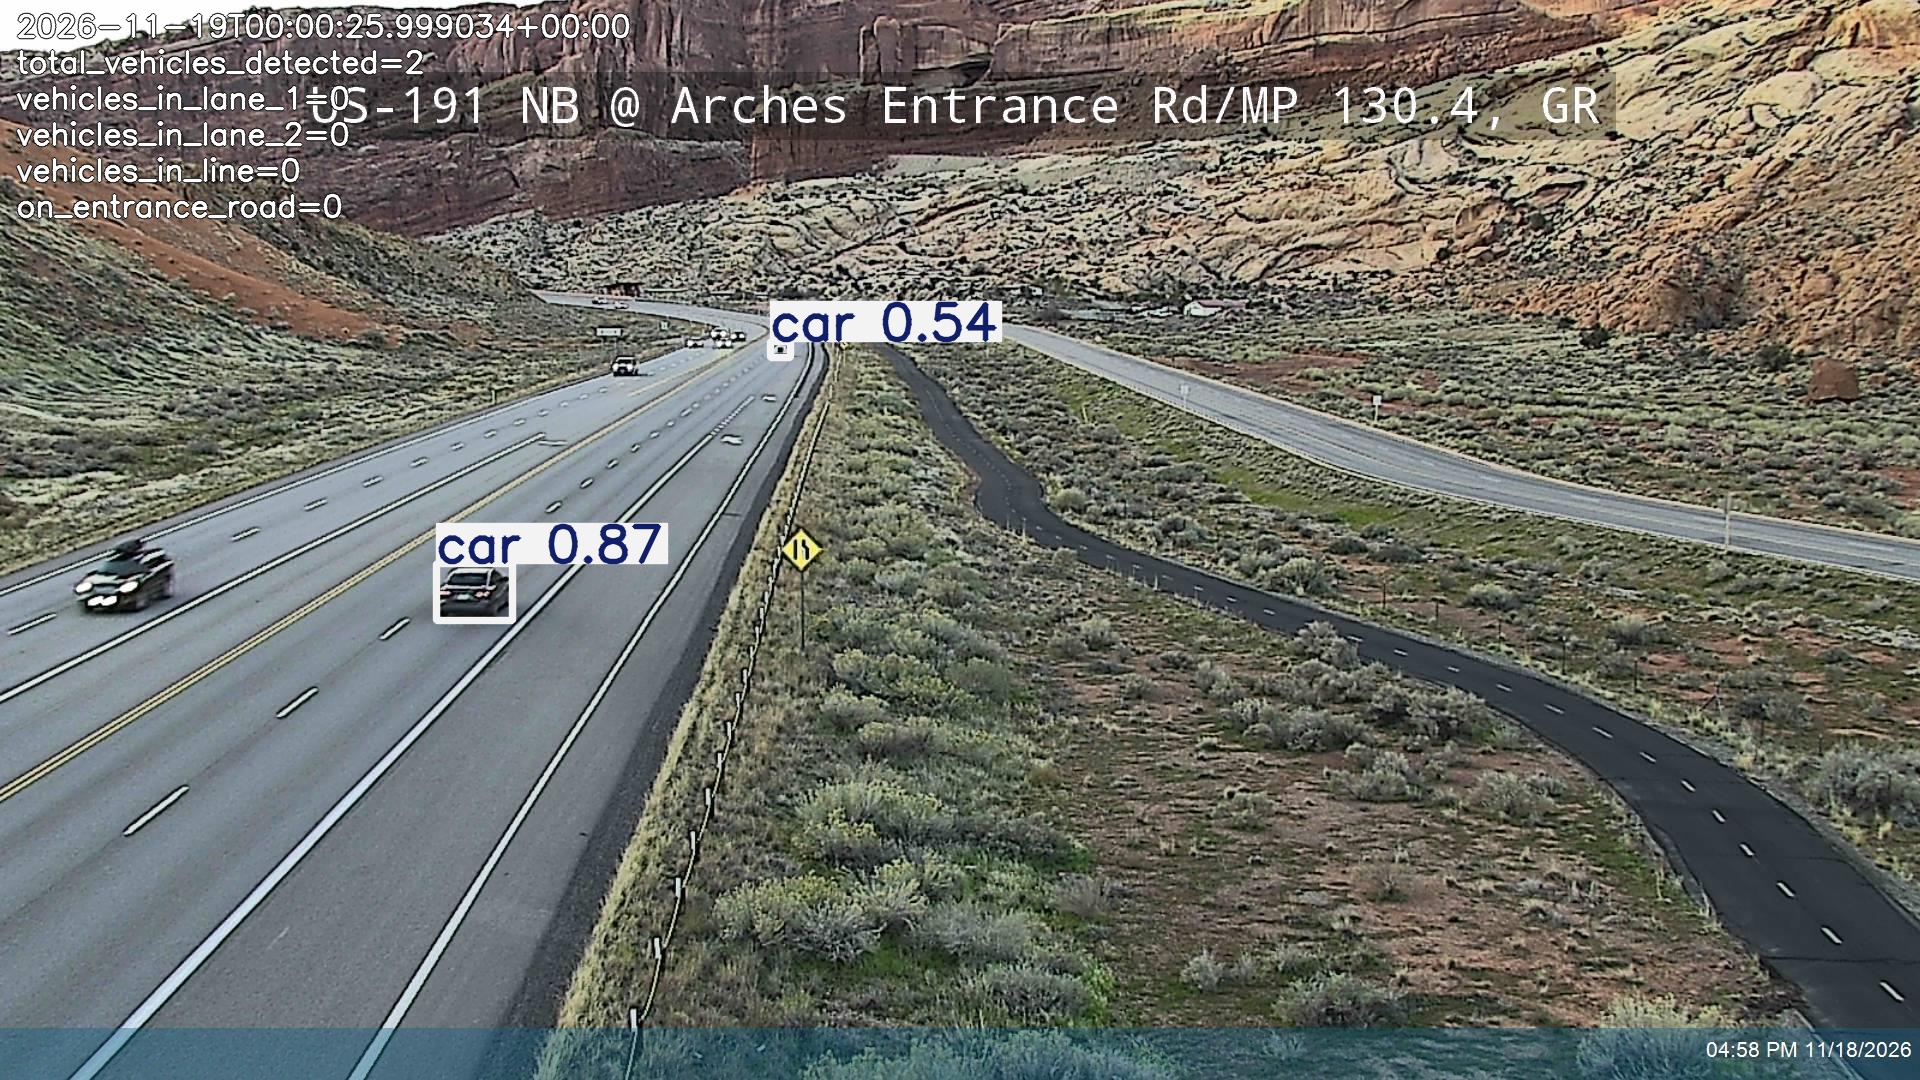 2026-11-19T00:00:25.999034+00:00
total_vehicles_detected=2
vehicles_in_lane_1=0
US-191 NB @ Arches Entrance Rd/MP 130.4, GR
vehicles_in_lane_2=0
vehicles_in_line=0
on_entrance_road=0
car 0.54
car 0.87
04:58 PM 11/18/2026